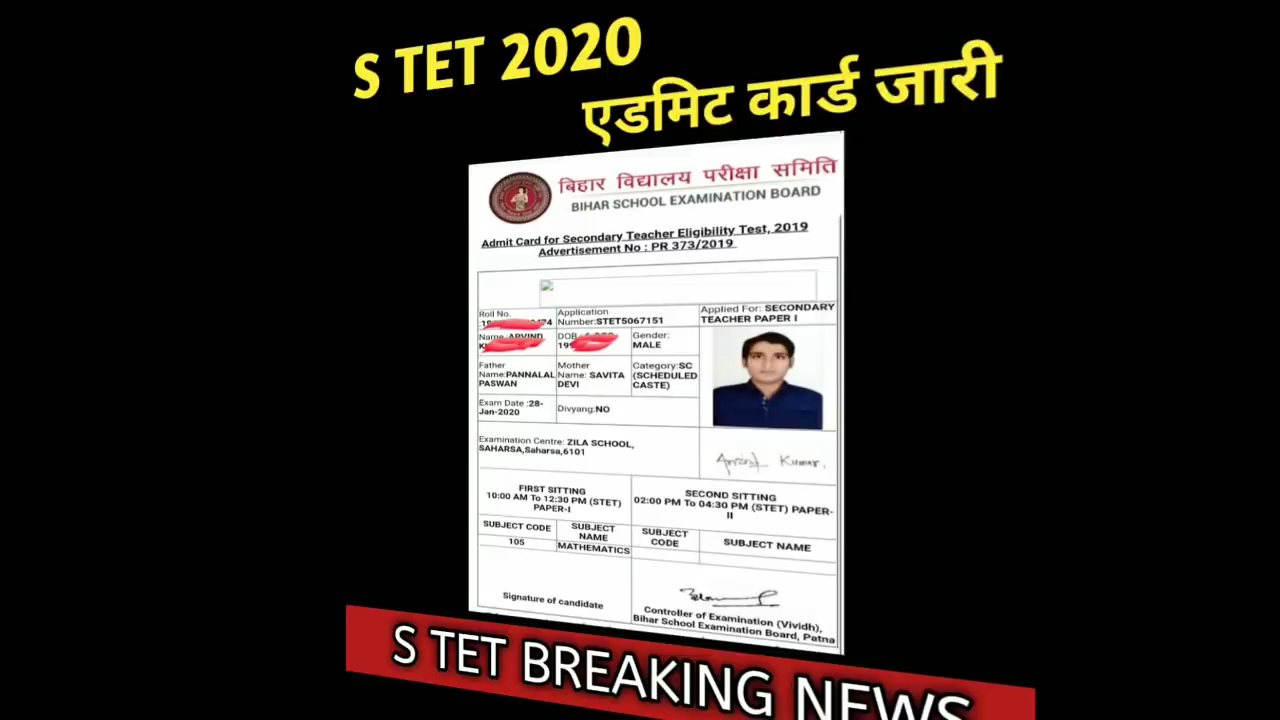 S TET 2020
एडमिट कार्ड जारी
बिहार विद्यालय परीक्षा समिति
BIHAR SCHOOL EXAMINATION BOARD
Admit Card for Secondary Teacher Eligibility Test, 2019
Advertisement No : PR 373/2019
Roll No.
Application
Number:STET5067151
Applied For: SECONDARY
TEACHER PAPER I
Name
DOB
Gender:
MALE
Father
Name:PANNALAL
PASWAN
Mother
Name: SAVITA
DEVI
Category:SC
(SCHEDULED
CASTE)
Exam Date :28-
Jan-2020
Divyang:NO
Examination Centre: ZILA SCHOOL,
SAHARSA,Saharsa,6101
Arvind Kumar.
FIRST SITTING
10:00 AM To 12:30 PM (STET)
PAPER-I
SECOND SITTING
02:00 PM To 04:30 PM (STET) PAPER-
II
SUBJECT CODE
SUBJECT
NAME
SUBJECT
CODE
SUBJECT NAME
105
MATHEMATICS
Signature of candidate
Controller of Examination (Vividh),
Bihar School Examination Board, Patna
S TET BREAKING NEWS